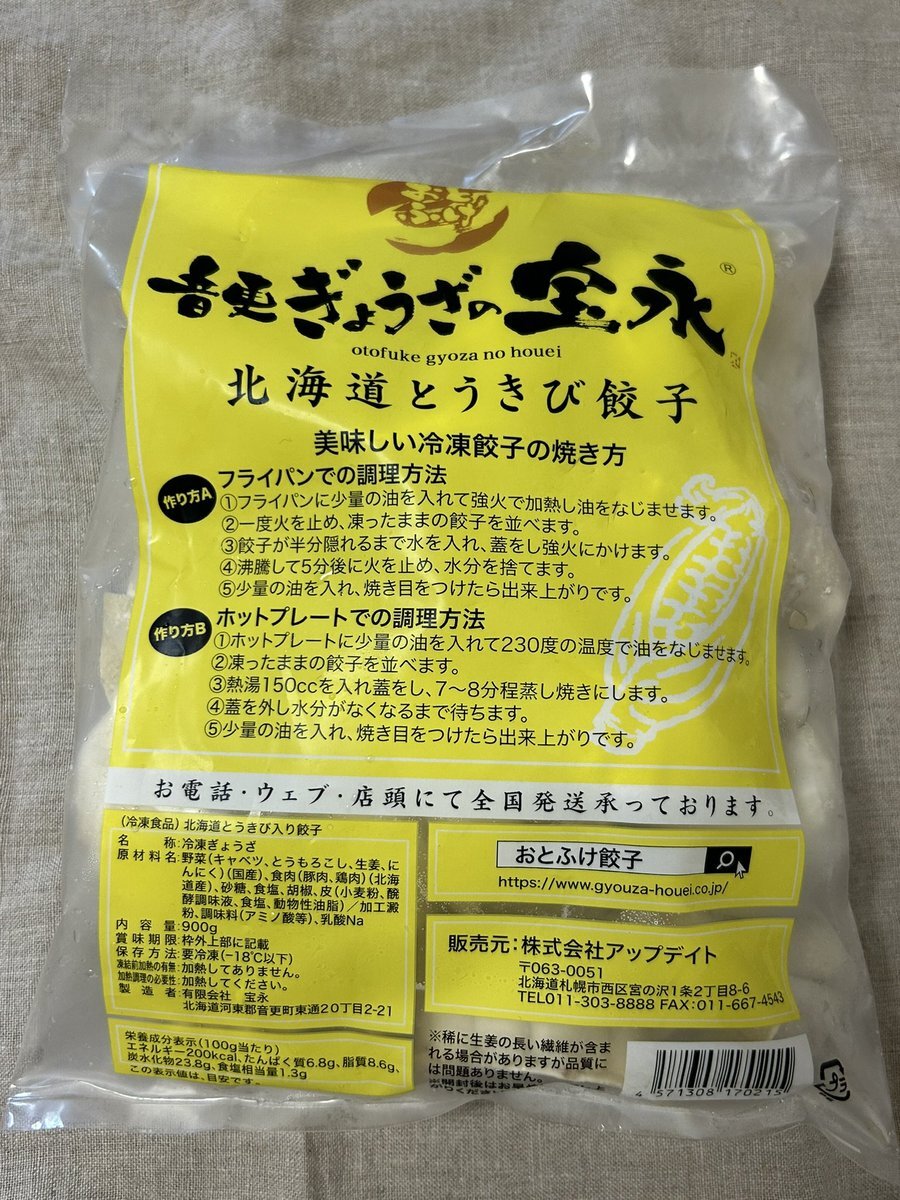 音更ぎょうざの宝永®
otofuke gyoza no houei
北海道とうきび餃子
美味しい冷凍餃子の焼き方
作り方A フライパンでの調理方法
①フライパンに少量の油を入れて強火で加熱し油をなじませます。
②一度火を止め、凍ったままの餃子を並べます。
③餃子が半分隠れるまで水を入れ、蓋をし強火にかけます。
④沸騰して5分後に火を止め、水分を捨てます。
⑤少量の油を入れ、焼き目をつけたら出来上がりです。
作り方B ホットプレートでの調理方法
①ホットプレートに少量の油を入れて230度の温度で油をなじませます。
②凍ったままの餃子を並べます。
③熱湯150ccを入れ蓋をし、7〜8分程蒸し焼きにします。
④蓋を外し水分がなくなるまで待ちます。
⑤少量の油を入れ、焼き目をつけたら出来上がりです。
お電話・ウェブ・店頭にて全国発送承っております。
(冷凍食品)北海道とうきび入り餃子
名称:冷凍ぎょうざ
原材料名:野菜(キャベツ、とうもろこし、生姜、に
んにく)(国産)、食肉(豚肉、鶏肉)(北海
道産)、砂糖、食塩、胡椒、皮(小麦粉、醗
酵調味液、食塩、動物性油脂)/加工澱
粉、調味料(アミノ酸等)、乳酸Na
内容量:900g
賞味期限:枠外上部に記載
保存方法:要冷凍(-18℃以下)
凍結前加熱の有無:加熱してありません。
加熱調理の必要性:加熱してください。
製造者:有限会社 宝永
北海道河東郡音更町東通20丁目2-21
栄養成分表示(100g当たり)
エネルギー200kcal、たんぱく質6.8g、脂質8.6g、
炭水化物23.8g、食塩相当量1.3g
この表示値は、目安です。
おとふけ餃子
https://www.gyouza-houei.co.jp/
販売元:株式会社アップデイト
〒063-0051
北海道札幌市西区宮の沢1条2丁目8-6
TEL011-303-8888 FAX:011-667-4543
※稀に生姜の長い繊維が含ま
れる場合がありますが品質に
は問題ありません。
※開封後はお早
4 571308 170215
プラ